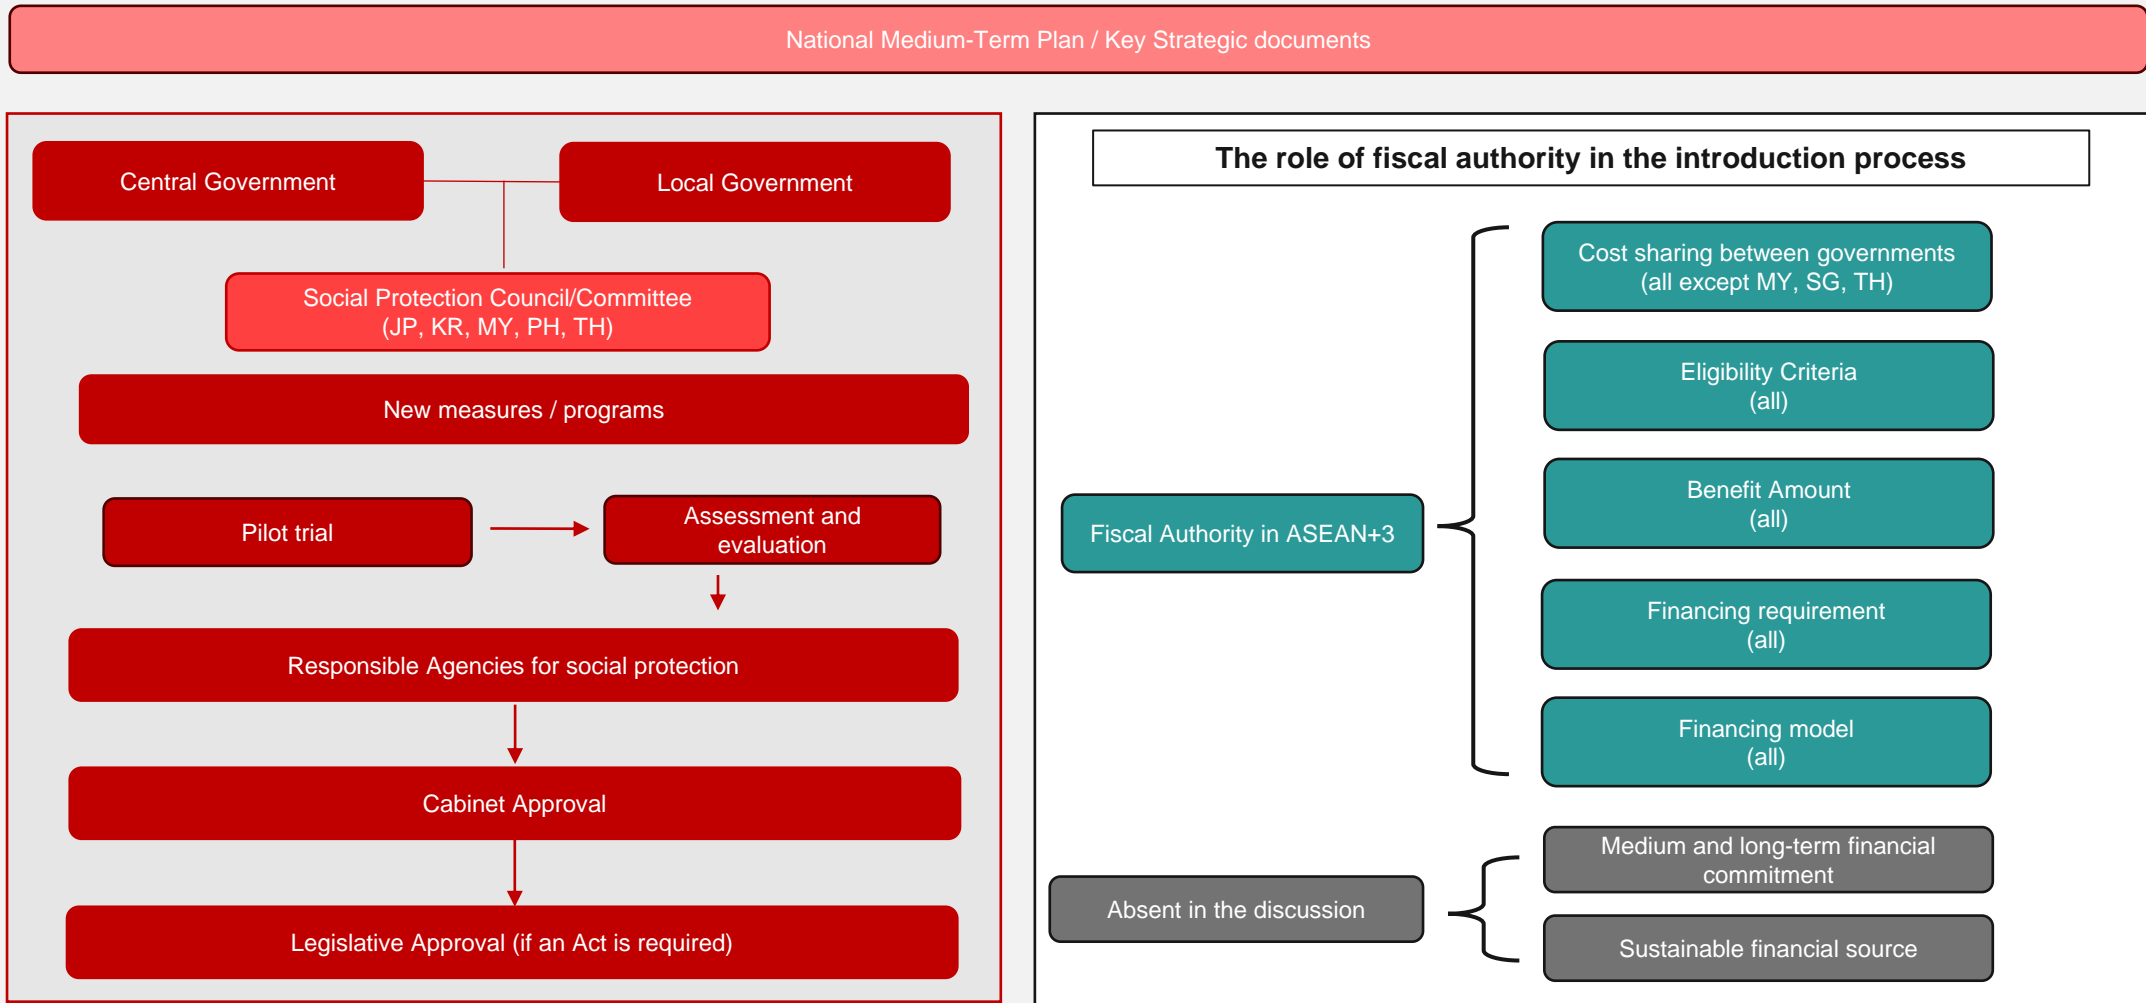 National Medium-Term Plan / Key Strategic documents
Central Government
Local Government
Social Protection Council/Committee
(JP, KR, MY, PH, TH)
New measures / programs
Pilot trial
Assessment and
evaluation
Responsible Agencies for social protection
Cabinet Approval
Legislative Approval (if an Act is required)
The role of fiscal authority in the introduction process
Fiscal Authority in ASEAN+3
Cost sharing between governments
(all except MY, SG, TH)
Eligibility Criteria
(all)
Benefit Amount
(all)
Financing requirement
(all)
Financing model
(all)
Absent in the discussion
Medium and long-term financial
commitment
Sustainable financial source